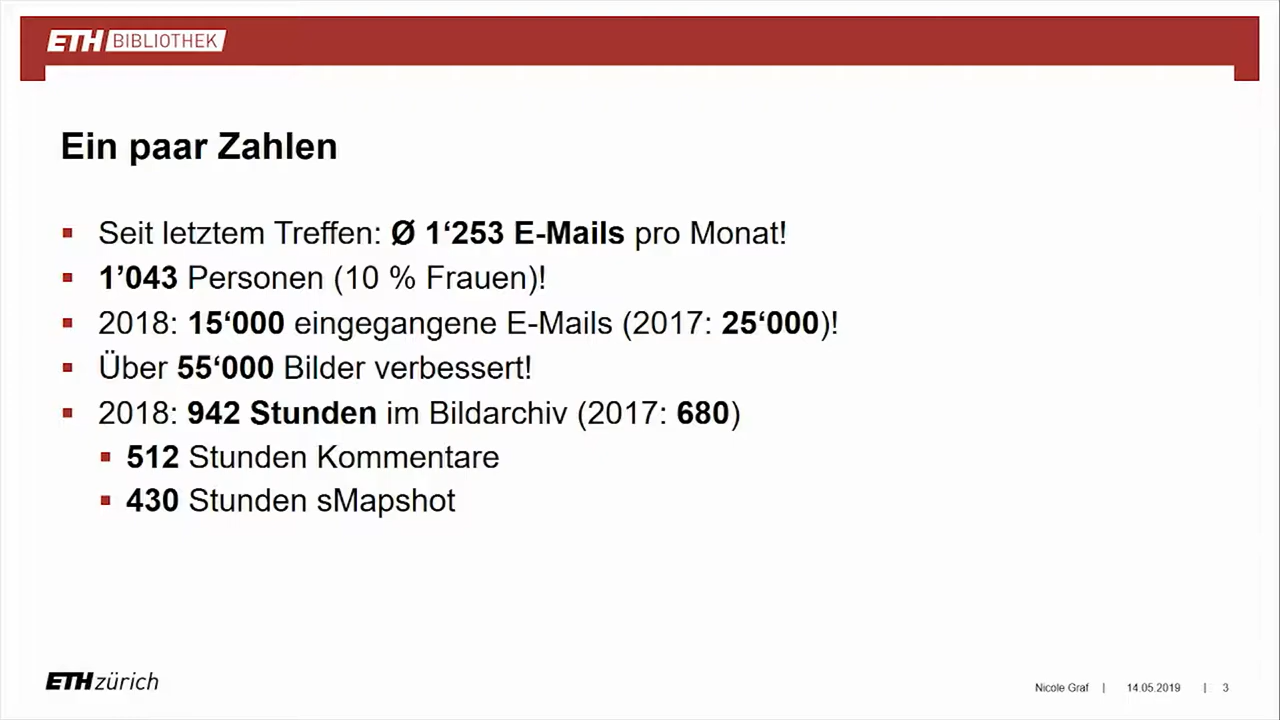 ETH BIBLIOTHEK
Ein paar Zahlen
▪ Seit letztem Treffen: Ø 1‘253 E-Mails pro Monat!
▪ 1’043 Personen (10 % Frauen)!
▪ 2018: 15‘000 eingegangene E-Mails (2017: 25‘000)!
▪ Über 55‘000 Bilder verbessert!
▪ 2018: 942 Stunden im Bildarchiv (2017: 680)
▪ 512 Stunden Kommentare
▪ 430 Stunden sMapshot
ETH zürich
Nicole Graf | 14.05.2019 | 3